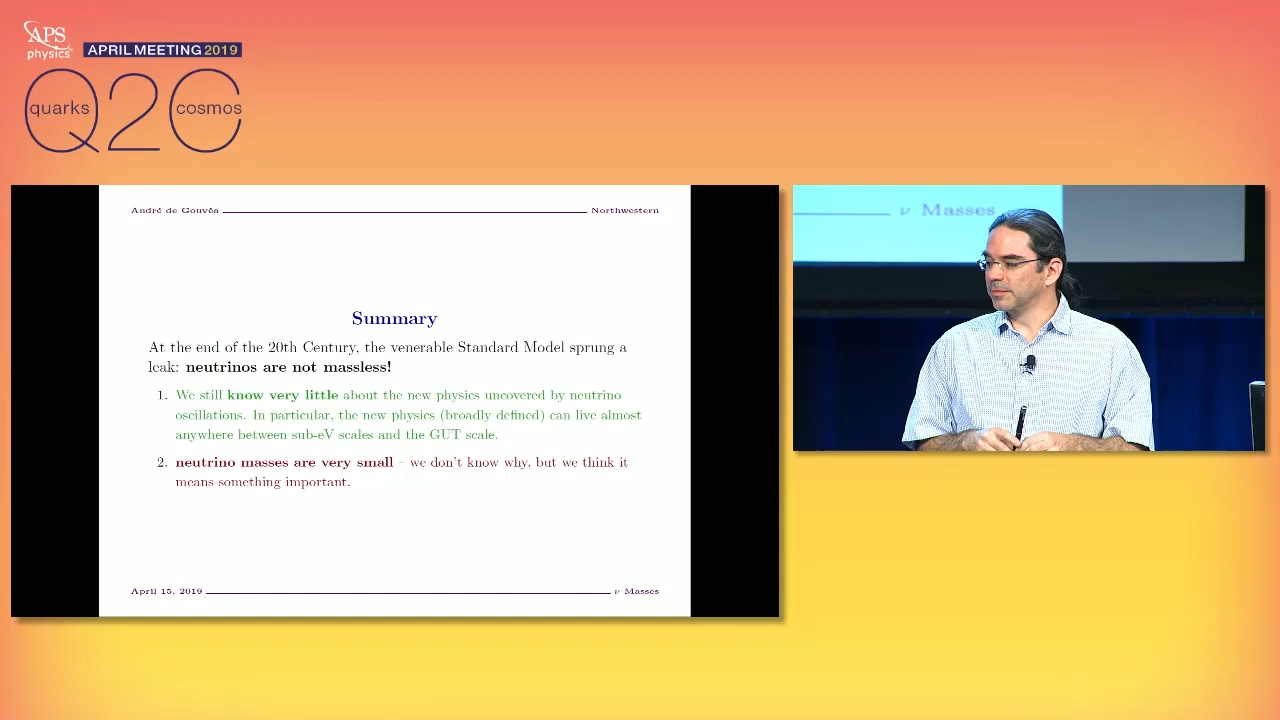 APS
physics
APRIL MEETING 2019
Q2C
quarks
cosmos
André de Gouvêa
Northwestern
Summary
At the end of the 20th Century, the venerable Standard Model sprung a
leak: neutrinos are not massless!
1. We still know very little about the new physics uncovered by neutrino
oscillations. In particular, the new physics (broadly defined) can live almost
anywhere between sub-eV scales and the GUT scale.
2. neutrino masses are very small – we don't know why, but we think it
means something important.
April 15, 2019
ν Masses
ν Masses